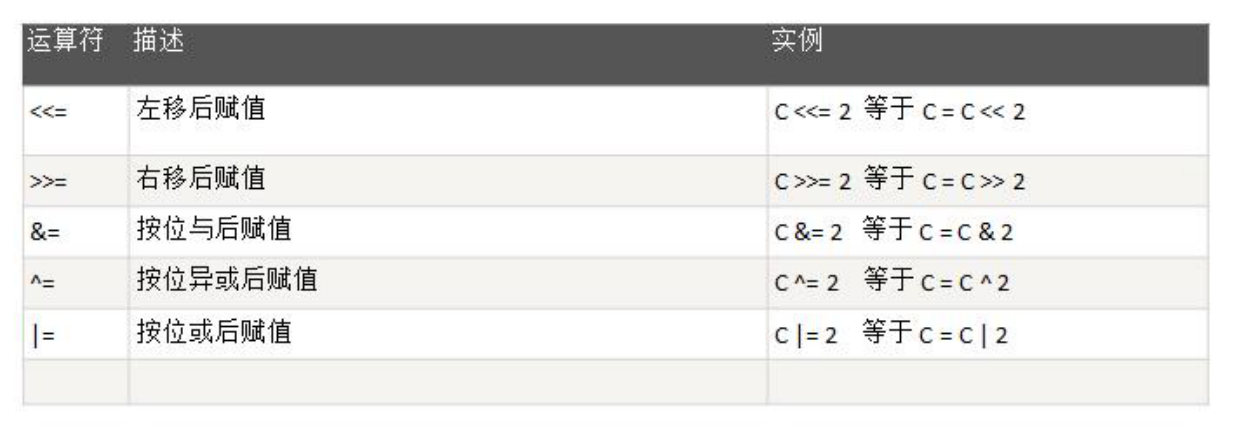 运算符 描述 实例
<<= 左移后赋值 C <<= 2 等于 C = C << 2
>>= 右移后赋值 C >>= 2 等于 C = C >> 2
&= 按位与后赋值 C &= 2 等于 C = C & 2
^= 按位异或后赋值 C ^= 2 等于 C = C ^ 2
|= 按位或后赋值 C |= 2 等于 C = C | 2